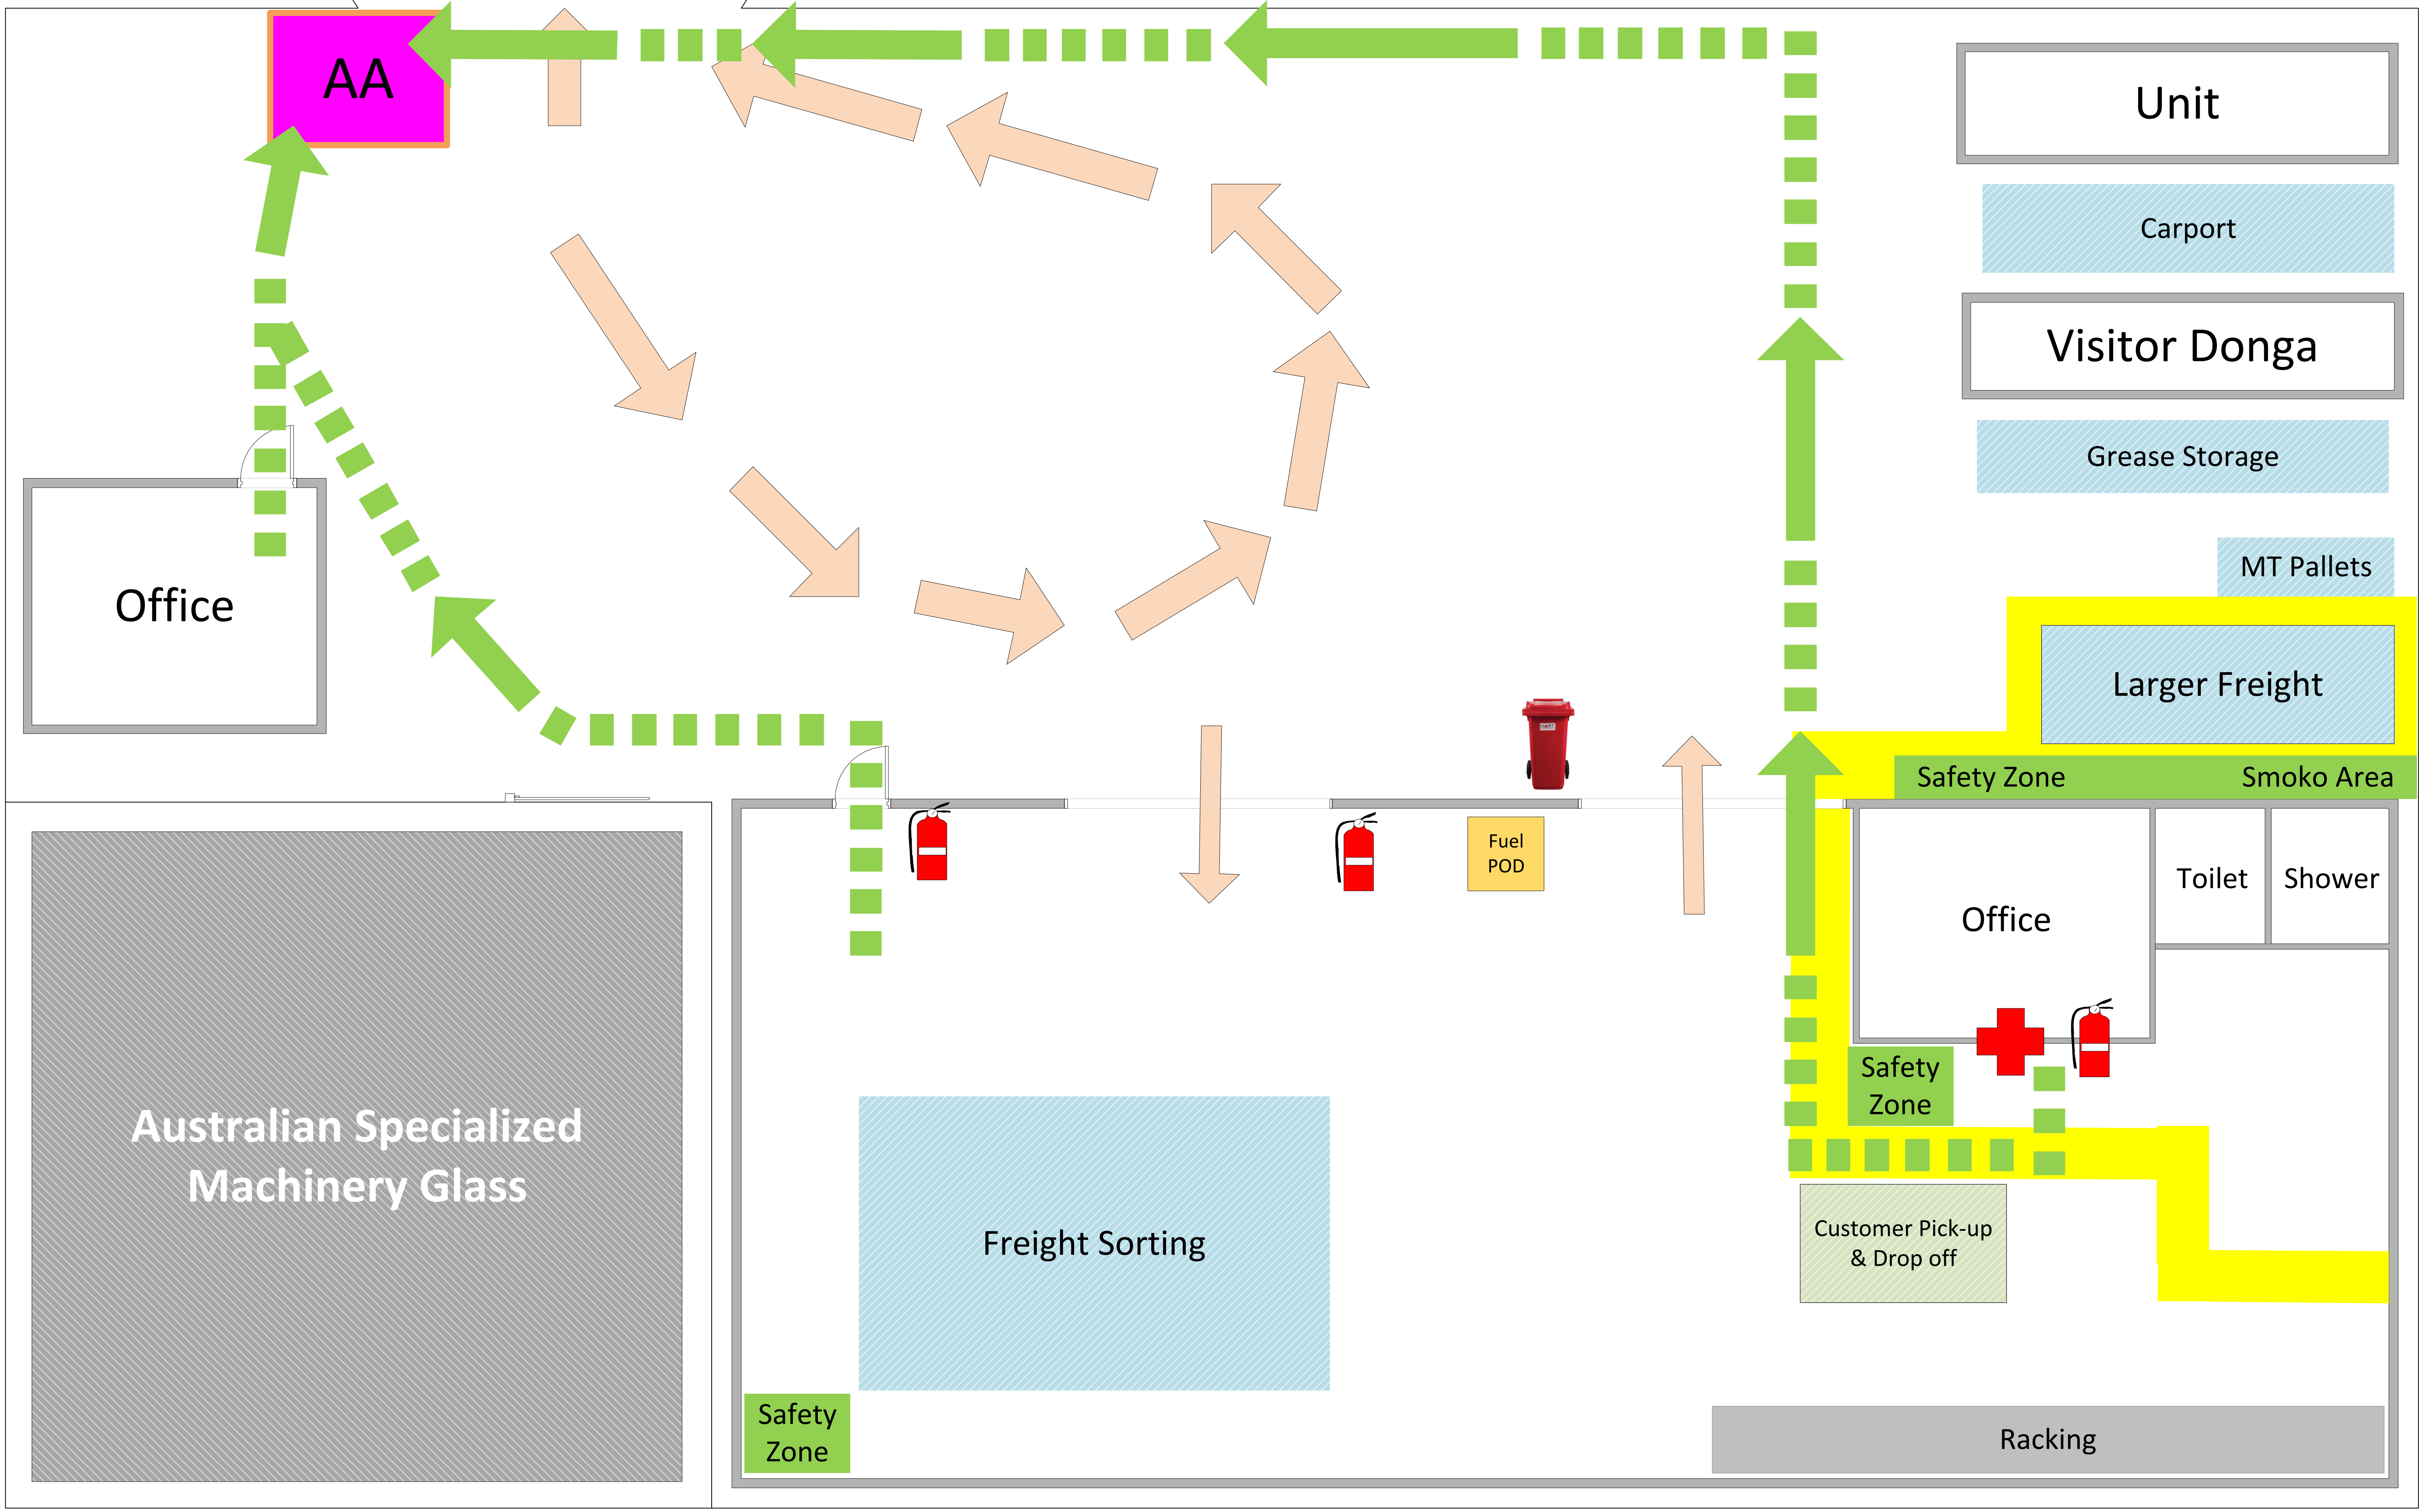 AA
Unit
Carport
Visitor Donga
Grease Storage
MT Pallets
Office
Larger Freight
Safety Zone
Smoko Area
Fuel
POD
Toilet
Shower
Office
Safety
Zone
Australian Specialized
Machinery Glass
Freight Sorting
Customer Pick-up
& Drop off
Safety
Zone
Racking